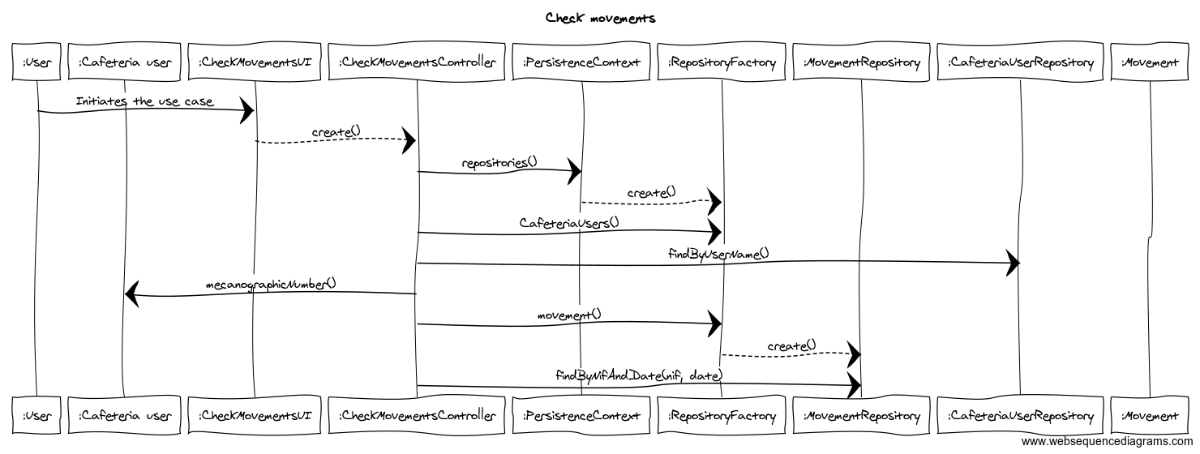 Check movements
:User :Cafeteria user :CheckMovementsUI :CheckMovementsController :PersistenceContext :RepositoryFactory :MovementRepository :CafeteriaUserRepository :Movement
Initiates the use case
create()
repositories()
create()
CafeteriaUsers()
findByUserName()
mecanographicNumber()
movement()
create()
findByNifAndDate(nif, date)
:User :Cafeteria user :CheckMovementsUI :CheckMovementsController :PersistenceContext :RepositoryFactory :MovementRepository :CafeteriaUserRepository :Movement
www.websequencediagrams.com